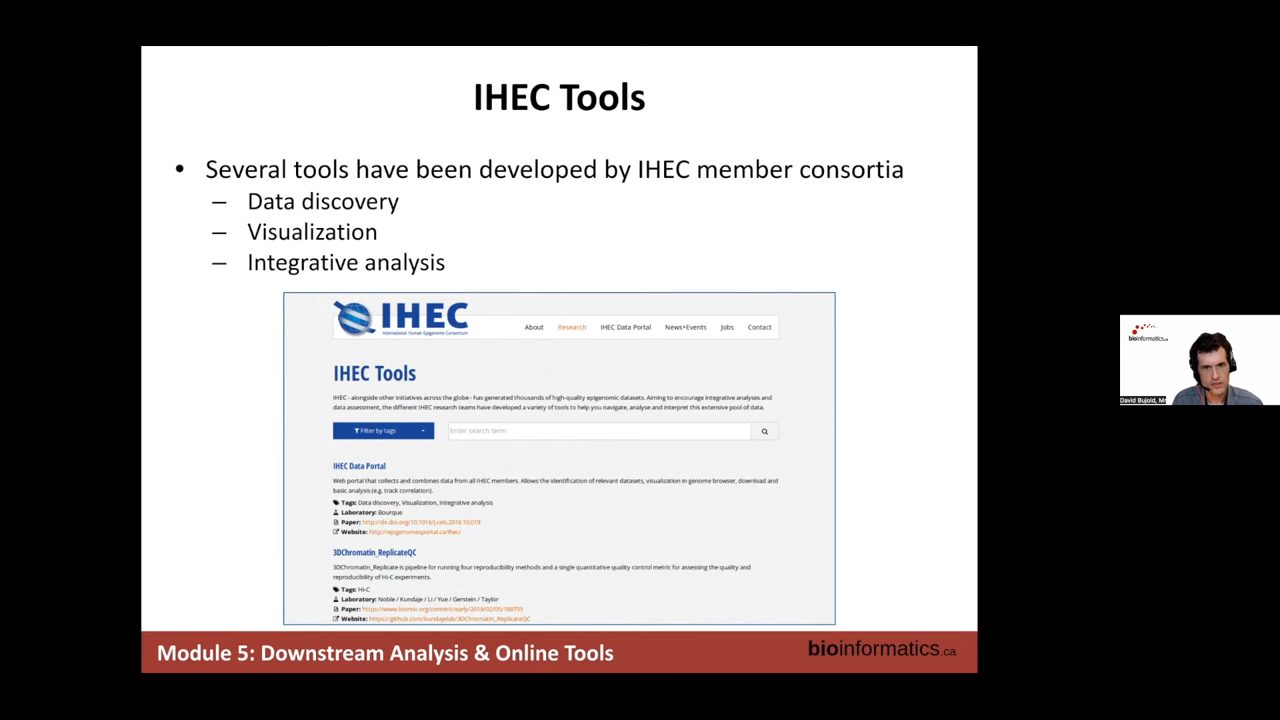 IHEC Tools
• Several tools have been developed by IHEC member consortia
– Data discovery
– Visualization
– Integrative analysis
IHEC
International Human Epigenome Consortium
About Research IHEC Data Portal News+Events Jobs Contact
IHEC Tools
IHEC - alongside other initiatives across the globe - has generated thousands of high-quality epigenomic datasets. Aiming to encourage integrative analyses and
data assessment, the different IHEC research teams have developed a variety of tools to help you navigate, analyse and interpret this extensive pool of data.
Filter by tags
Enter search term
IHEC Data Portal
Web portal that collects and combines data from all IHEC members. Allows the identification of relevant datasets, visualization in genome browser, download and
basic analysis (e.g. track correlation).
Tags: Data discovery, Visualization, Integrative analysis
Laboratory: Bourque
Paper: http://dx.doi.org/10.1016/j.cels.2016.10.019
Website: http://epigenomesportal.ca/ihec/
3DChromatin_ReplicateQC
3DChromatin_Replicate is pipeline for running four reproducibility methods and a single quantitative quality control metric for assessing the quality and
reproducibility of Hi-C experiments.
Tags: Hi-C
Laboratory: Noble / Kundaje / Li / Yue / Gerstein / Taylor
Paper: https://www.biorxiv.org/content/early/2018/02/05/188755
Website: https://github.com/kundajelab/3DChromatin_ReplicateQC
Module 5: Downstream Analysis & Online Tools
bioinformatics.ca
bioinformatics.ca
David Bujold, M